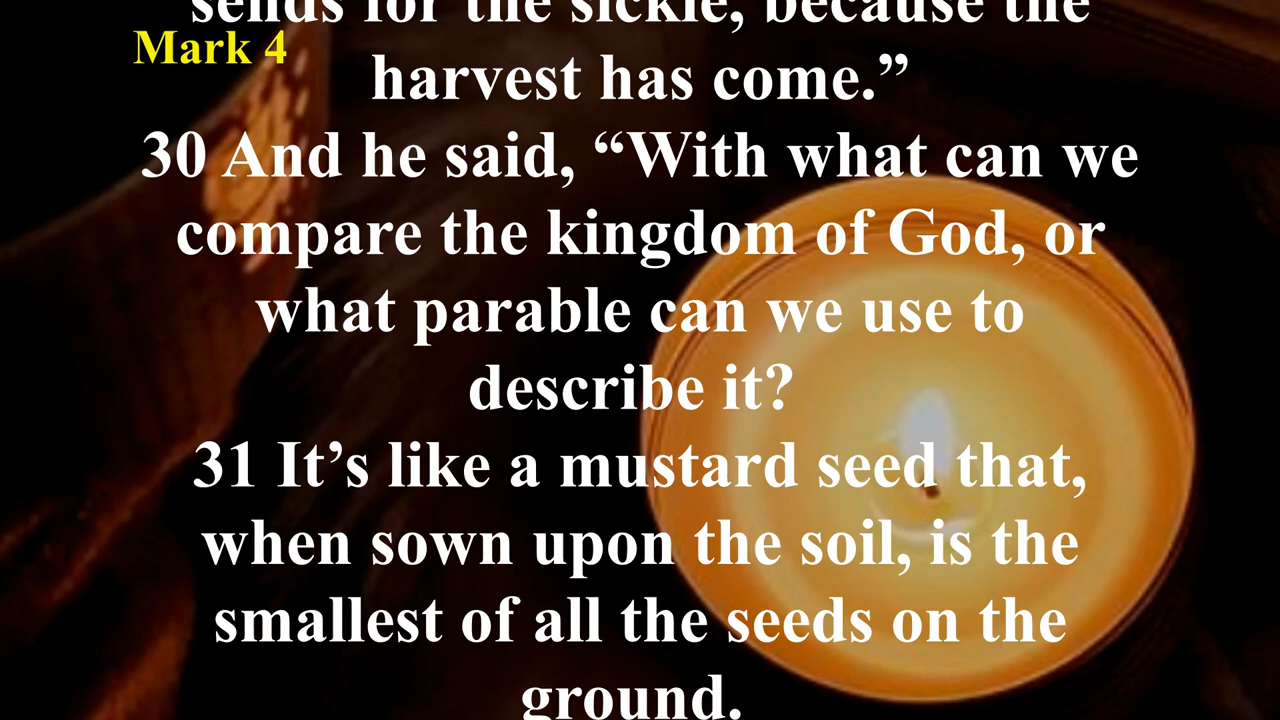 sends for the sickle, because the
Mark 4
harvest has come.”
30 And he said, “With what can we
compare the kingdom of God, or
what parable can we use to
describe it?
31 It’s like a mustard seed that,
when sown upon the soil, is the
smallest of all the seeds on the
ground.